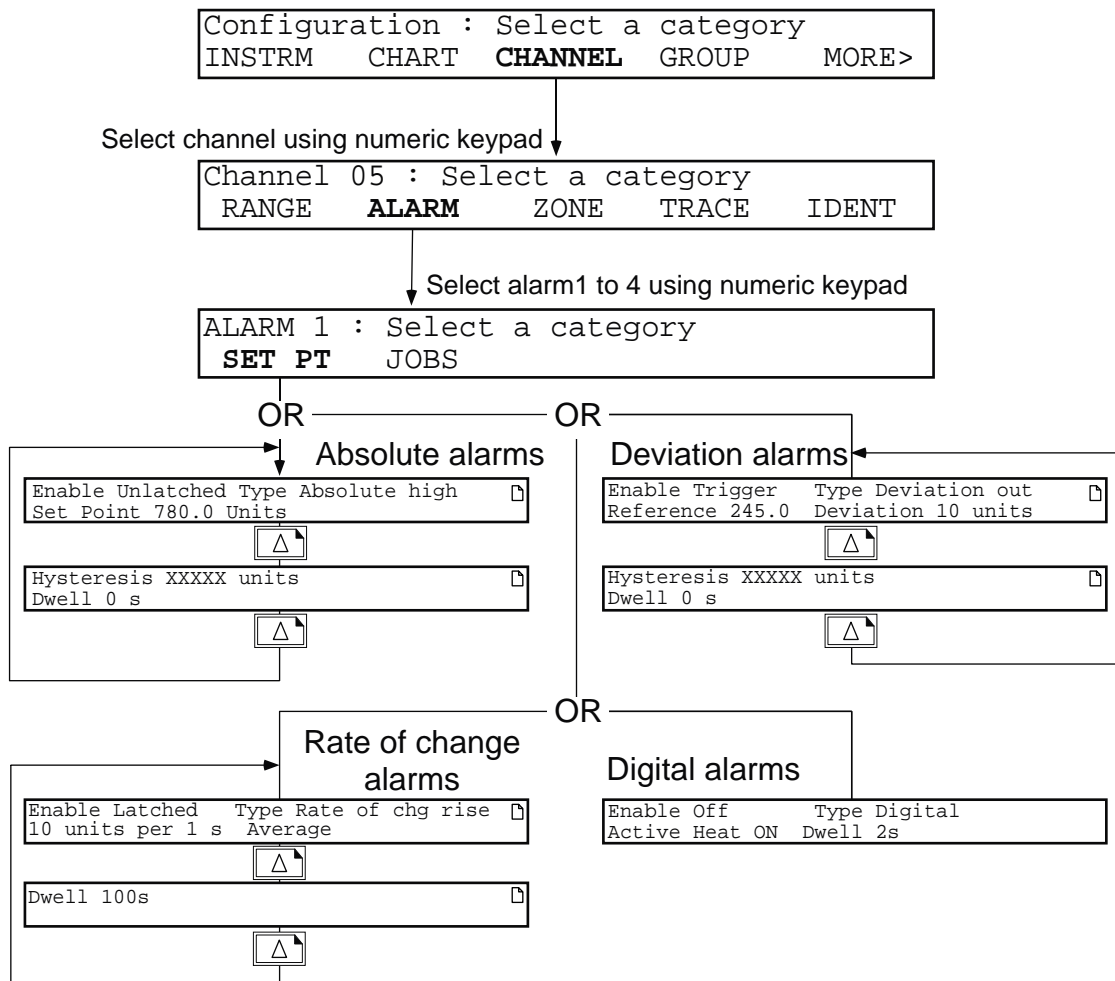 Configuration : Select a category
INSTRM CHART CHANNEL GROUP MORE>
Select channel using numeric keypad
Channel 05 : Select a category
RANGE ALARM ZONE TRACE IDENT
Select alarm1 to 4 using numeric keypad
ALARM 1 : Select a category
SET PT JOBS
OR
OR
Absolute alarms
Enable Unlatched Type Absolute high
Set Point 780.0 Units
Hysteresis XXXXX units
Dwell 0 s
Deviation alarms
Enable Trigger Type Deviation out
Reference 245.0 Deviation 10 units
Hysteresis XXXXX units
Dwell 0 s
OR
Rate of change
alarms
Enable Latched Type Rate of chg rise
10 units per 1 s Average
Dwell 100s
Digital alarms
Enable Off Type Digital
Active Heat ON Dwell 2s